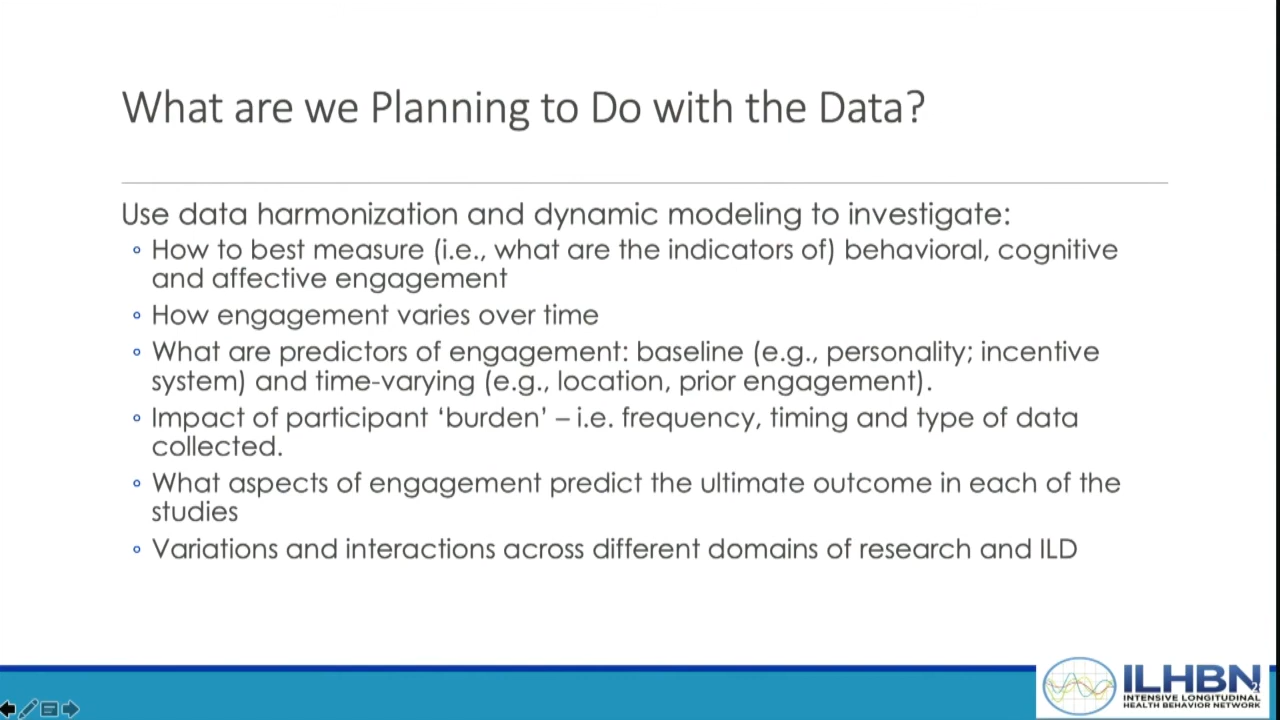 What are we Planning to Do with the Data?
Use data harmonization and dynamic modeling to investigate:
How to best measure (i.e., what are the indicators of) behavioral, cognitive
and affective engagement
How engagement varies over time
What are predictors of engagement: baseline (e.g., personality; incentive
system) and time-varying (e.g., location, prior engagement).
Impact of participant ‘burden’ – i.e. frequency, timing and type of data
collected.
What aspects of engagement predict the ultimate outcome in each of the
studies
Variations and interactions across different domains of research and ILD
ILHBN
2
INTENSIVE LONGITUDINAL
HEALTH BEHAVIOR NETWORK